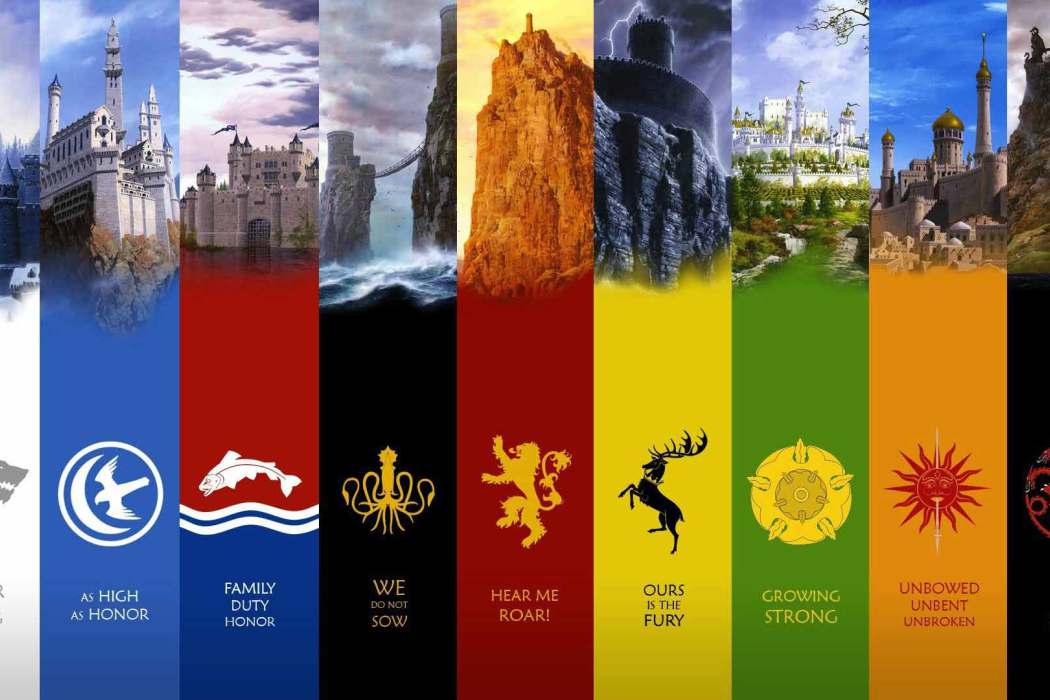 AS HIGH
AS HONOR
FAMILY
DUTY
HONOR
WE
DO NOT
SOW
HEAR ME
ROAR!
OURS
IS THE
FURY
GROWING
STRONG
UNBOWED
UNBENT
UNBROKEN